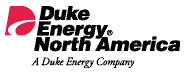 Duke
Energy®
North America
A Duke Energy Company